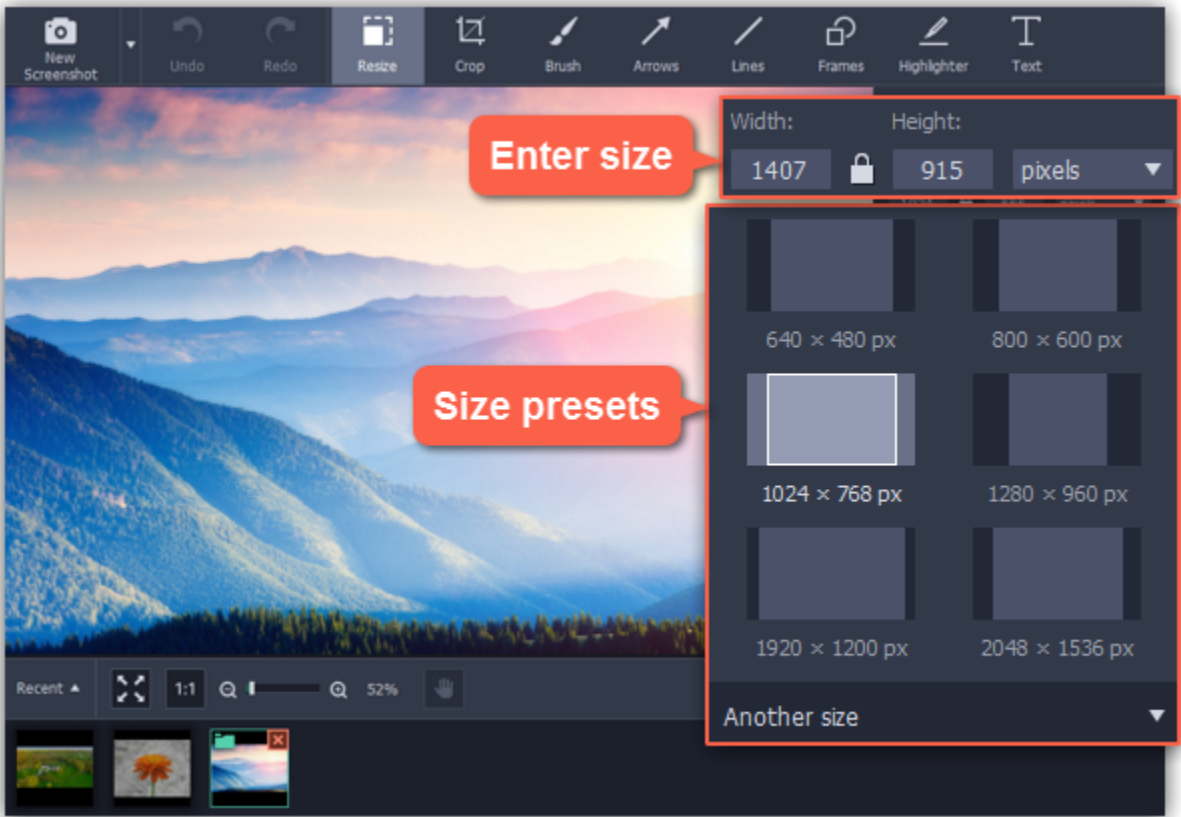 New
Screenshot
Undo
Redo
Resize
Crop
Brush
Arrows
Lines
Frames
Highlighter
Text
Width:
Height:
Enter size
1407
915
pixels
640 × 480 px
800 × 600 px
Size presets
1024 × 768 px
1280 × 960 px
1920 × 1200 px
2048 × 1536 px
Recent
1:1
52%
Another size